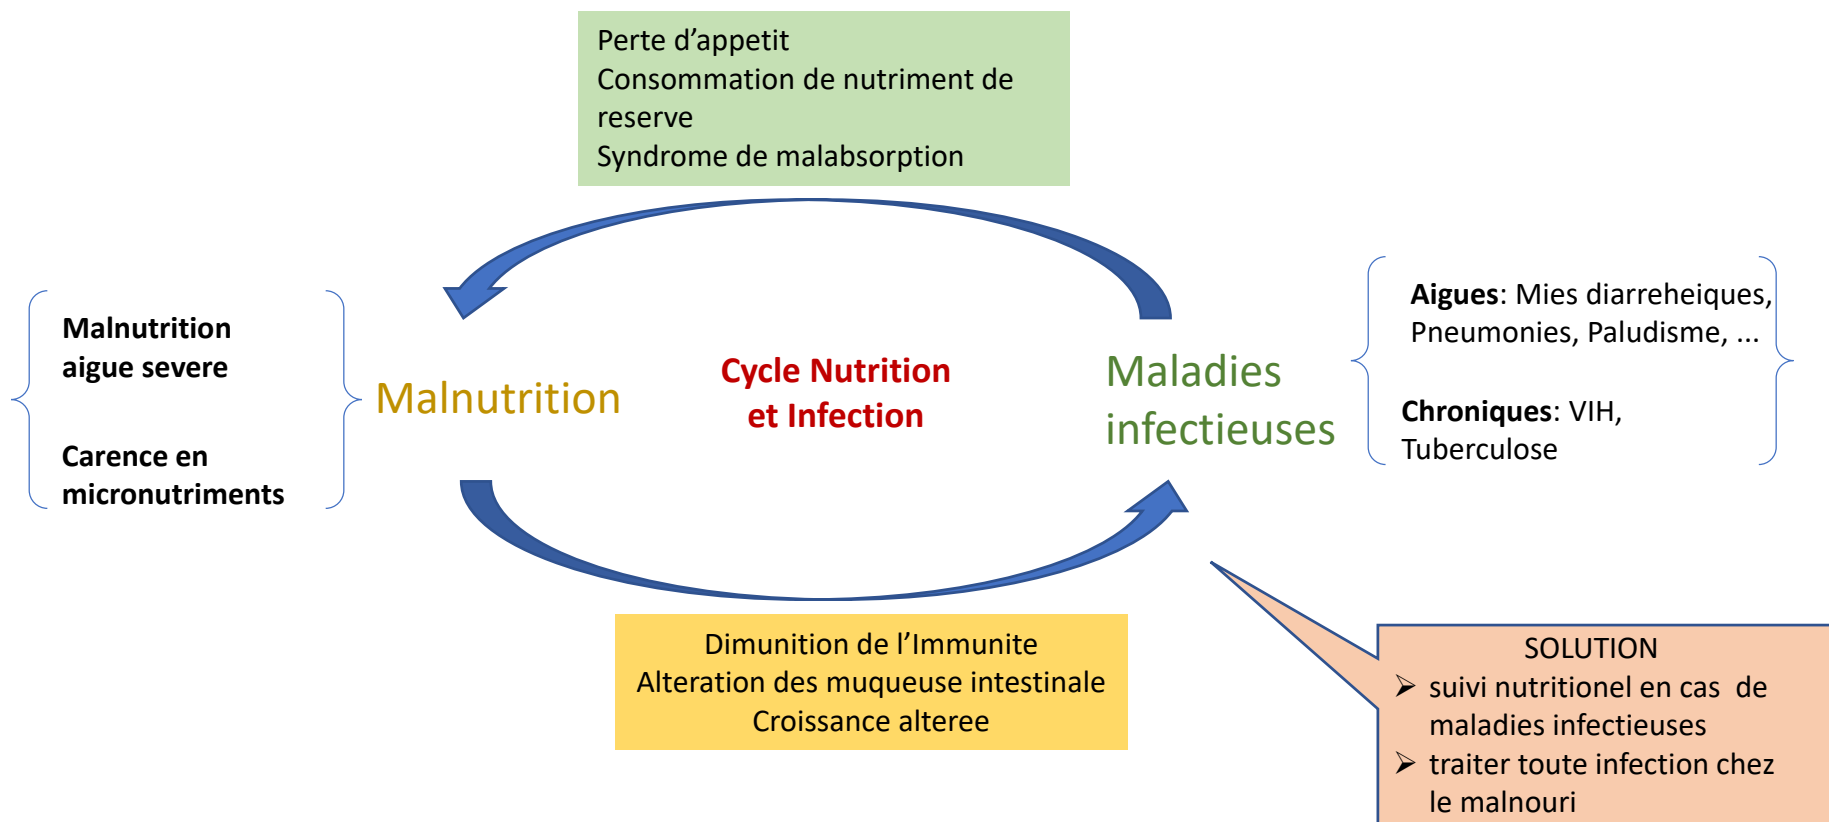 Perte d’appetit
Consommation de nutriment de
reserve
Syndrome de malabsorption
Malnutrition
aigue severe
Carence en
micronutriments
Malnutrition
Cycle Nutrition
et Infection
Maladies
infectieuses
Aigues: Mies diarreheiques,
Pneumonies, Paludisme, ...
Chroniques: VIH,
Tuberculose
Dimunition de l’Immunite
Alteration des muqueuse intestinale
Croissance alteree
SOLUTION
➢ suivi nutritionel en cas de
maladies infectieuses
➢ traiter toute infection chez
le malnouri